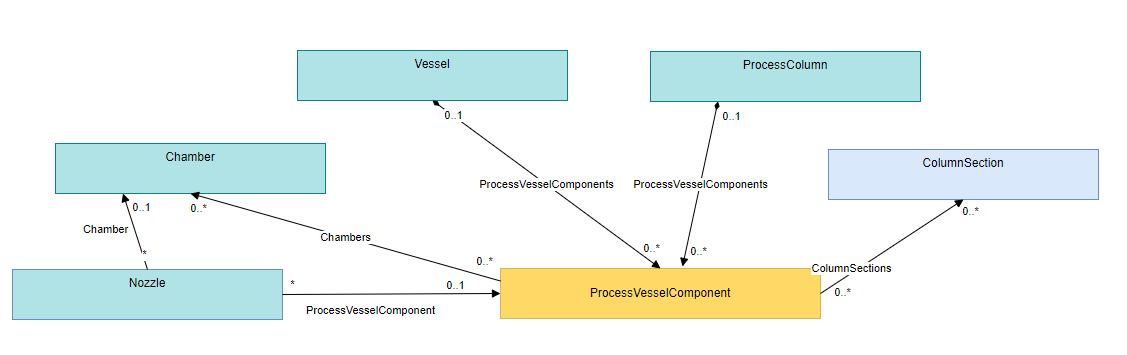 Vessel
ProcessColumn
0..1
0..1
Chamber
ColumnSection
ProcessVesselComponents
ProcessVesselComponents
0..1
0..*
0..*
Chamber
Chambers
*
0..*
0..*
0..*
ColumnSections
Nozzle
*
0..1
ProcessVesselComponent
0..*
ProcessVesselComponent